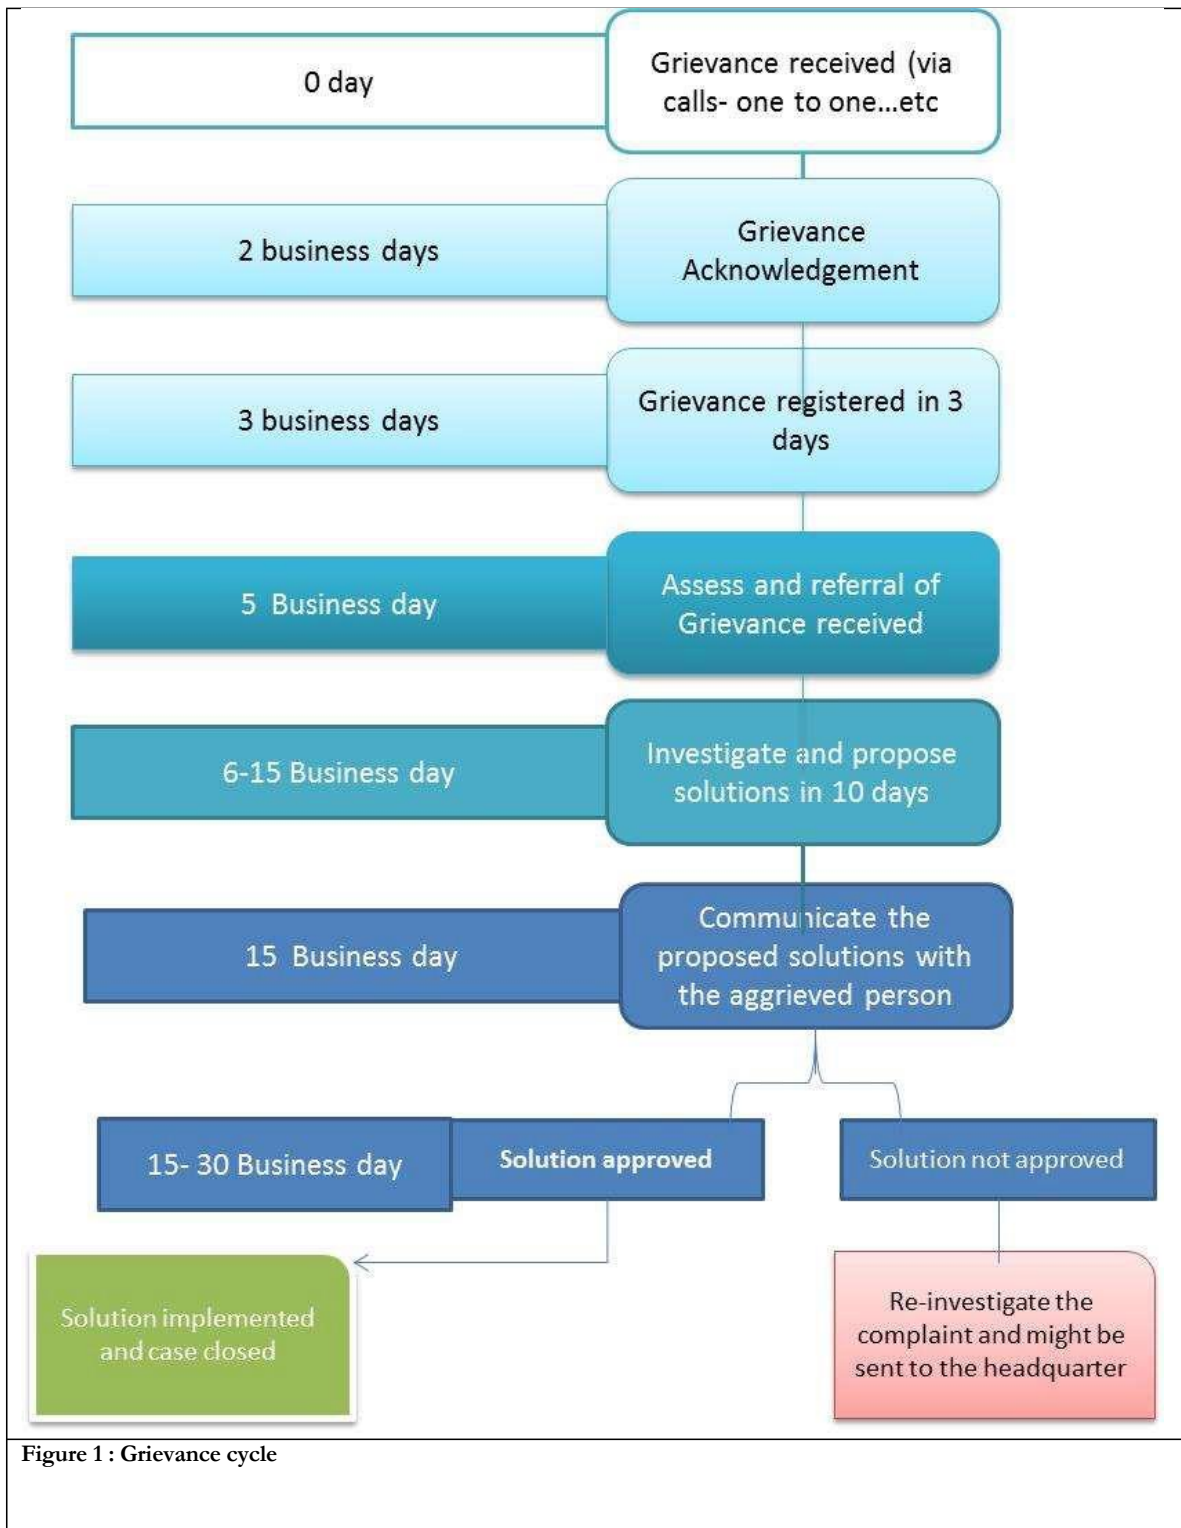 0 day
Grievance received (via
calls- one to one...etc
2 business days
Grievance
Acknowledgement
3 business days
Grievance registered in 3
days
5 Business day
Assess and referral of
Grievance received
6-15 Business day
Investigate and propose
solutions in 10 days
15 Business day
Communicate the
proposed solutions with
the aggrieved person
15- 30 Business day
Solution approved
Solution not approved
Solution implemented
and case closed
Re-investigate the
complaint and might be
sent to the headquarter
Figure 1 : Grievance cycle